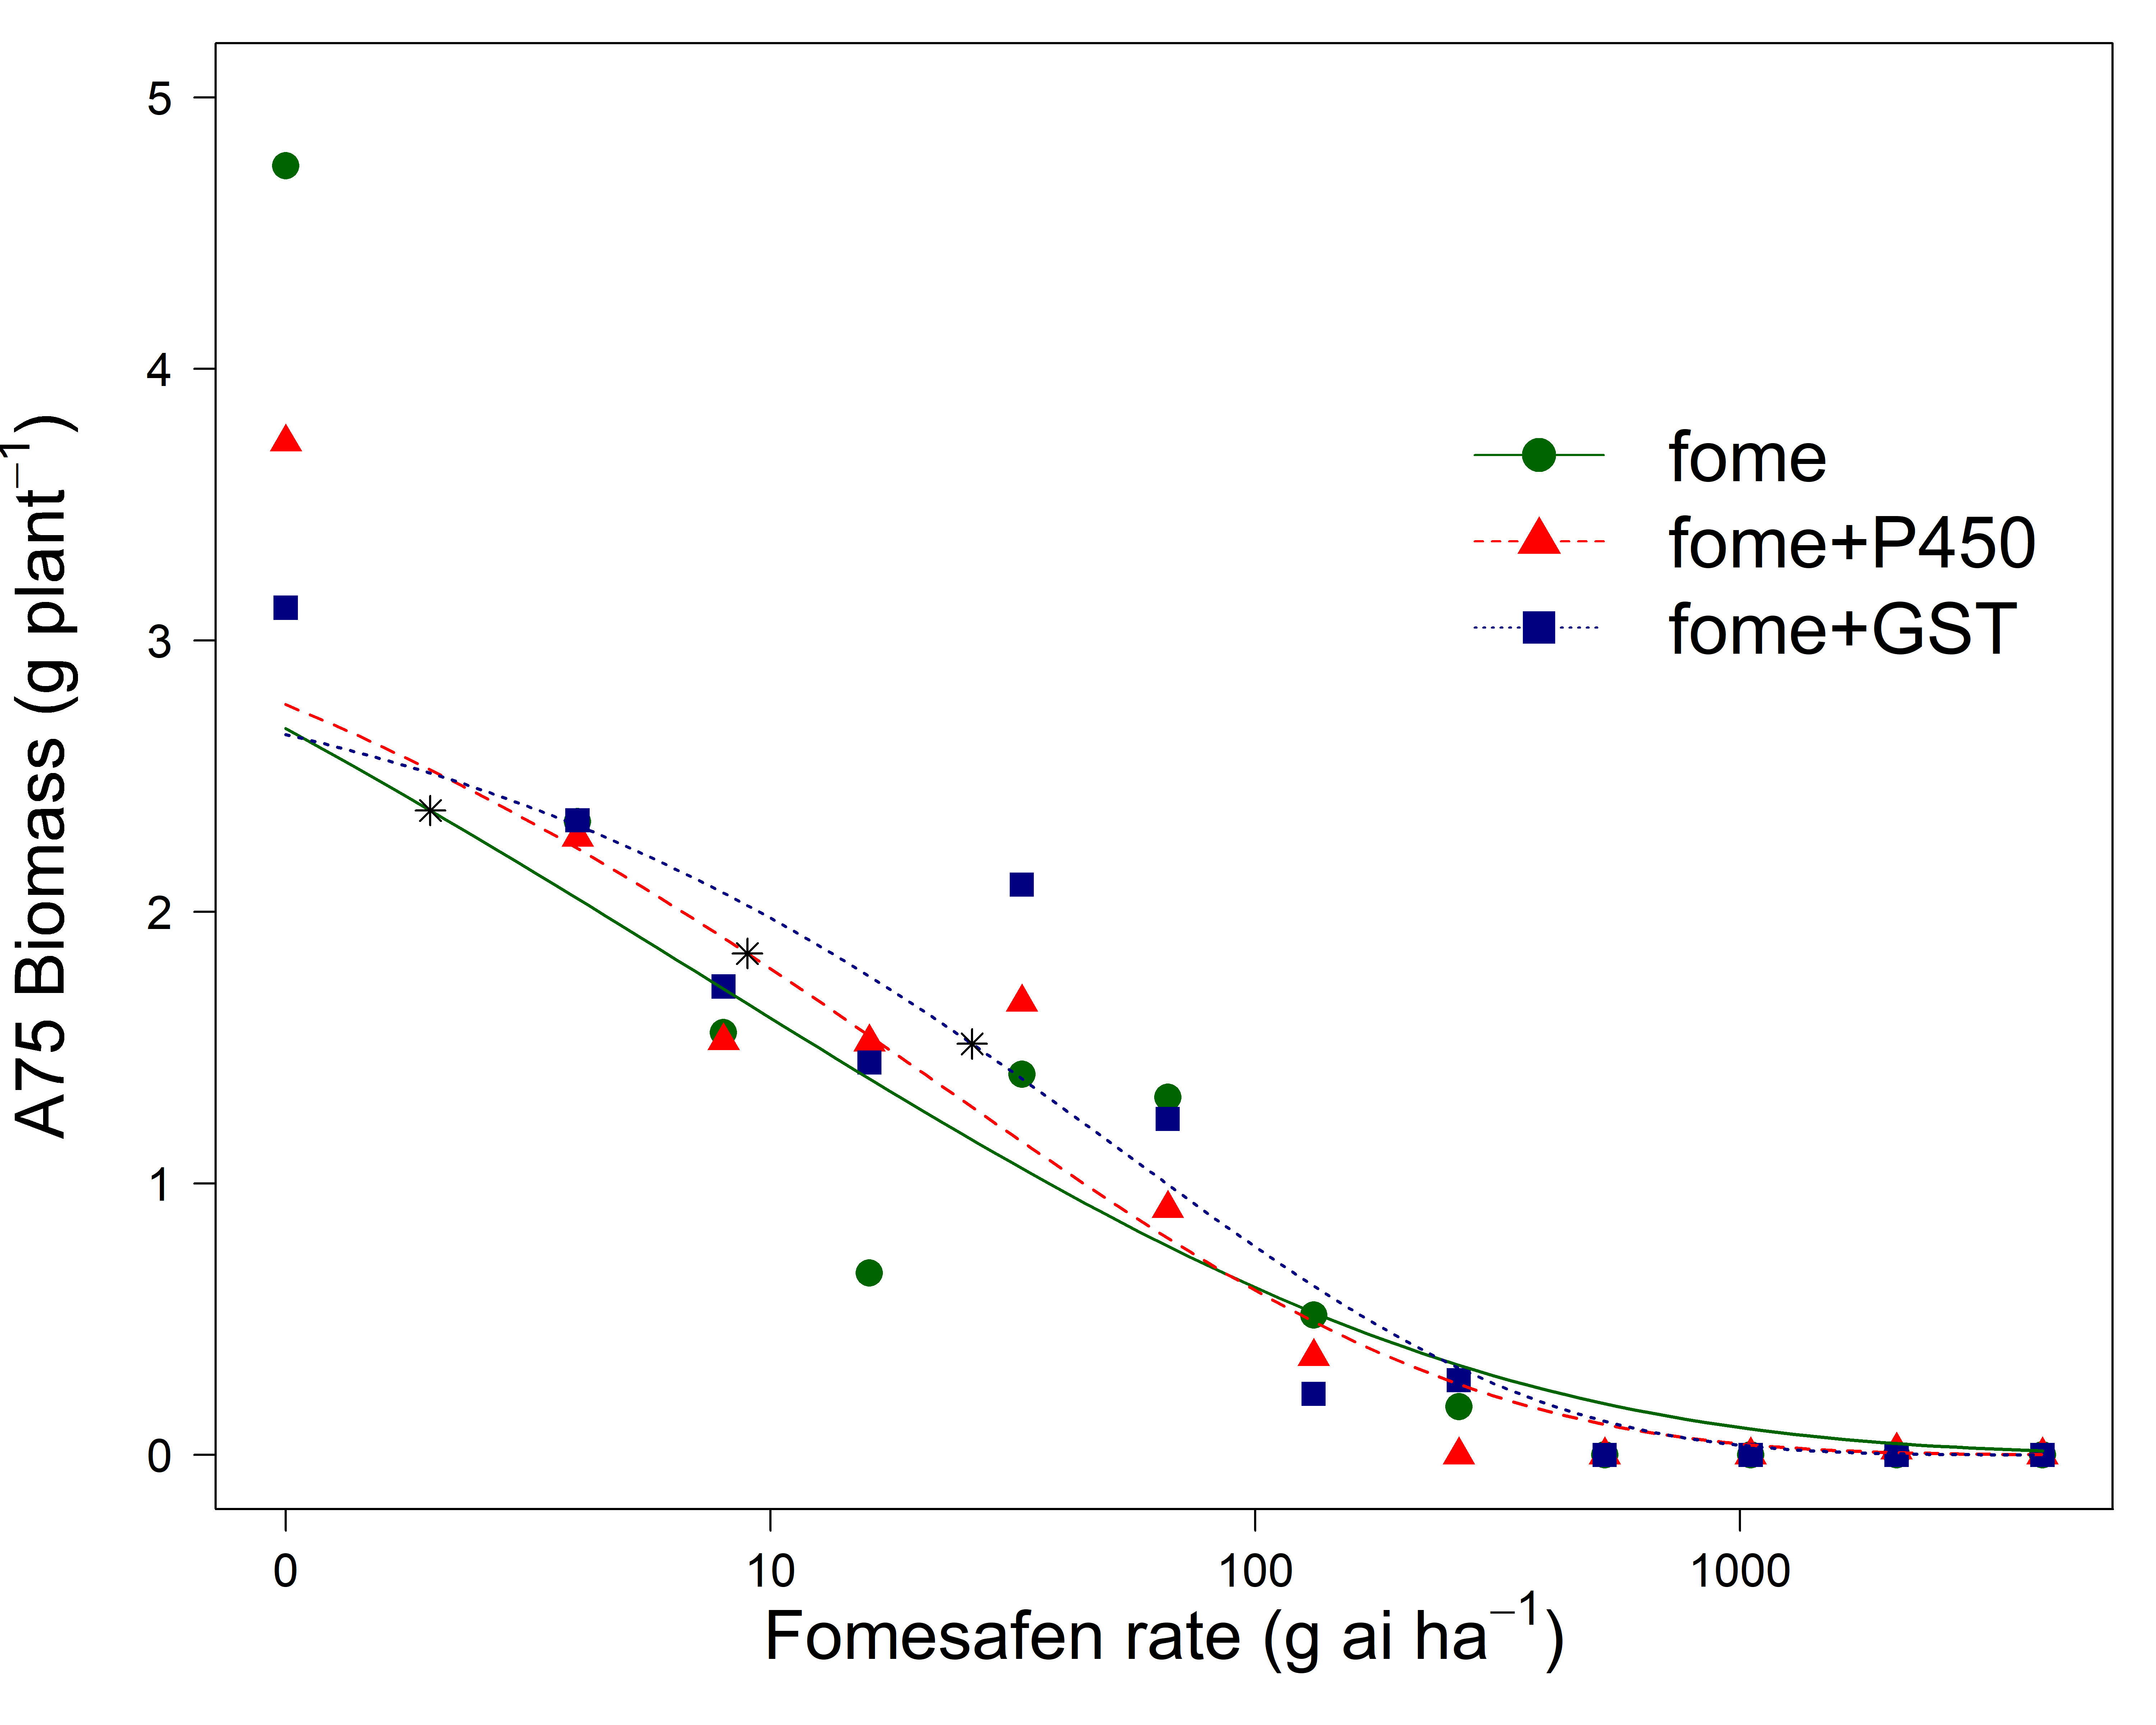 A75 Biomass (g plant⁻¹)
5
4
3
2
1
0
fome
fome+P450
fome+GST
0 10 100 1000
Fomesafen rate (g ai ha⁻¹)